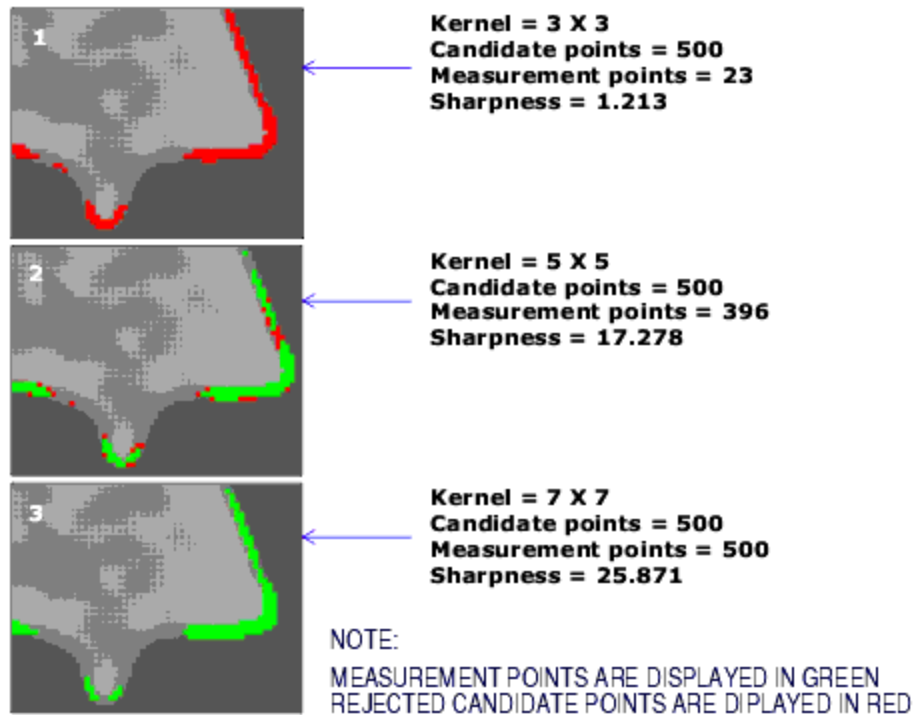 1
Kernel = 3 X 3
Candidate points = 500
Measurement points = 23
Sharpness = 1.213
2
Kernel = 5 X 5
Candidate points = 500
Measurement points = 396
Sharpness = 17.278
3
Kernel = 7 X 7
Candidate points = 500
Measurement points = 500
Sharpness = 25.871
NOTE:
MEASUREMENT POINTS ARE DISPLAYED IN GREEN
REJECTED CANDIDATE POINTS ARE DIPLAYED IN RED